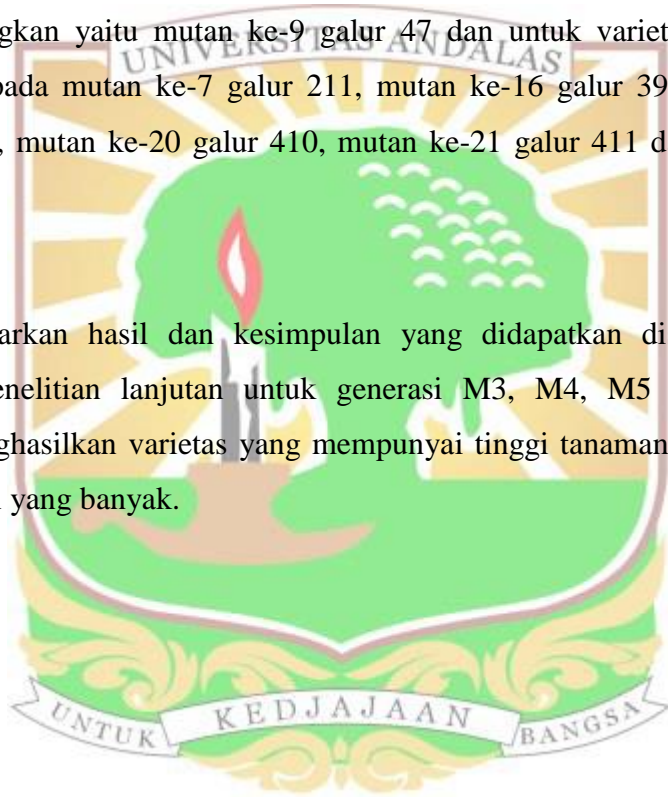 gkan yaitu mutan ke-9 galur 47 dan untuk variet
UNIVERSITAS ANDALAS
pada mutan ke-7 galur 211, mutan ke-16 galur 39
, mutan ke-20 galur 410, mutan ke-21 galur 411 d
arkan hasil dan kesimpulan yang didapatkan di
enelitian lanjutan untuk generasi M3, M4, M5
ghasilkan varietas yang mempunyai tinggi tanaman
yang banyak.
UNTUK KEDJAJAAN BANGSA